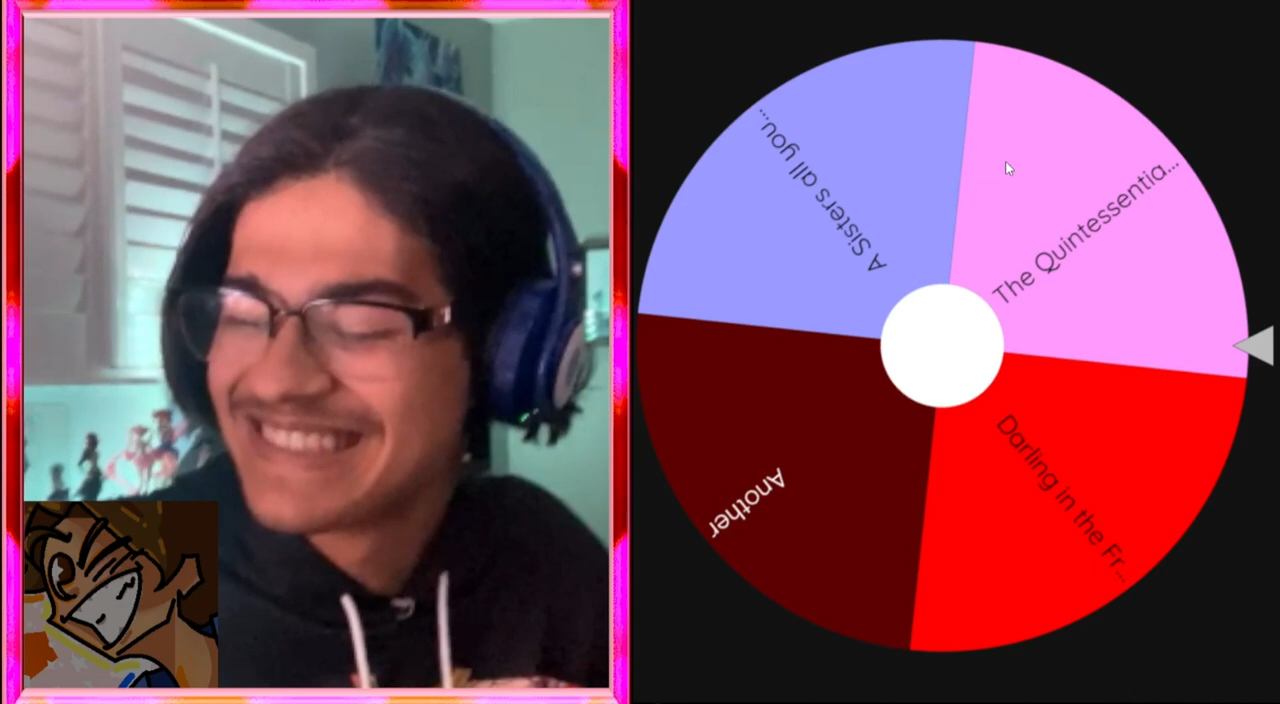 A Sisters all you...
The Quintessentia...
Another
Darling in the Fr...